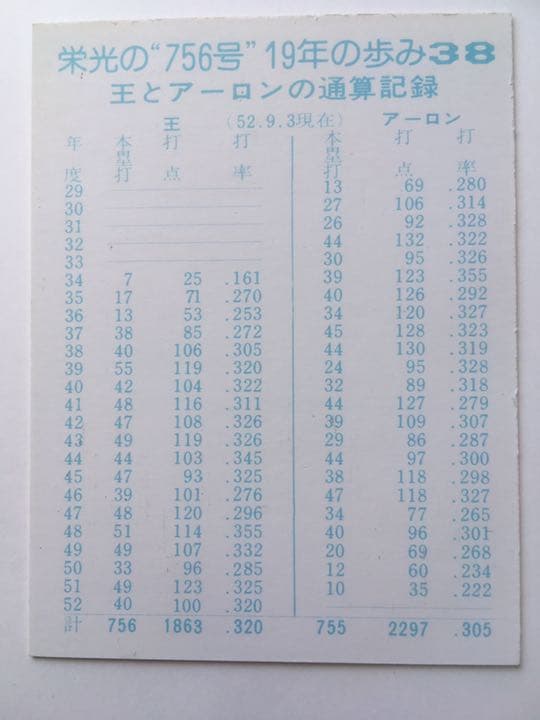 栄光の“756号”19年の歩み38
王とアーロンの通算記録
王 (52.9.3現在) アーロン
年度 本塁打 打点 打率 本塁打 打点 打率
29 13 69 .280
30 27 106 .314
31 26 92 .328
32 44 132 .322
33 30 95 .326
34 7 25 .161 39 123 .355
35 17 71 .270 40 126 .292
36 13 53 .253 34 120 .327
37 38 85 .272 45 128 .323
38 40 106 .305 44 130 .319
39 55 119 .320 24 95 .328
40 42 104 .322 32 89 .318
41 48 116 .311 44 127 .279
42 47 108 .326 39 109 .307
43 49 119 .326 29 86 .287
44 44 103 .345 44 97 .300
45 47 93 .325 38 118 .298
46 39 101 .276 47 118 .327
47 48 120 .296 34 77 .265
48 51 114 .355 40 96 .301
49 49 107 .332 20 69 .268
50 33 96 .285 12 60 .234
51 49 123 .325 10 35 .222
52 40 100 .320
計 756 1863 .320 755 2297 .305